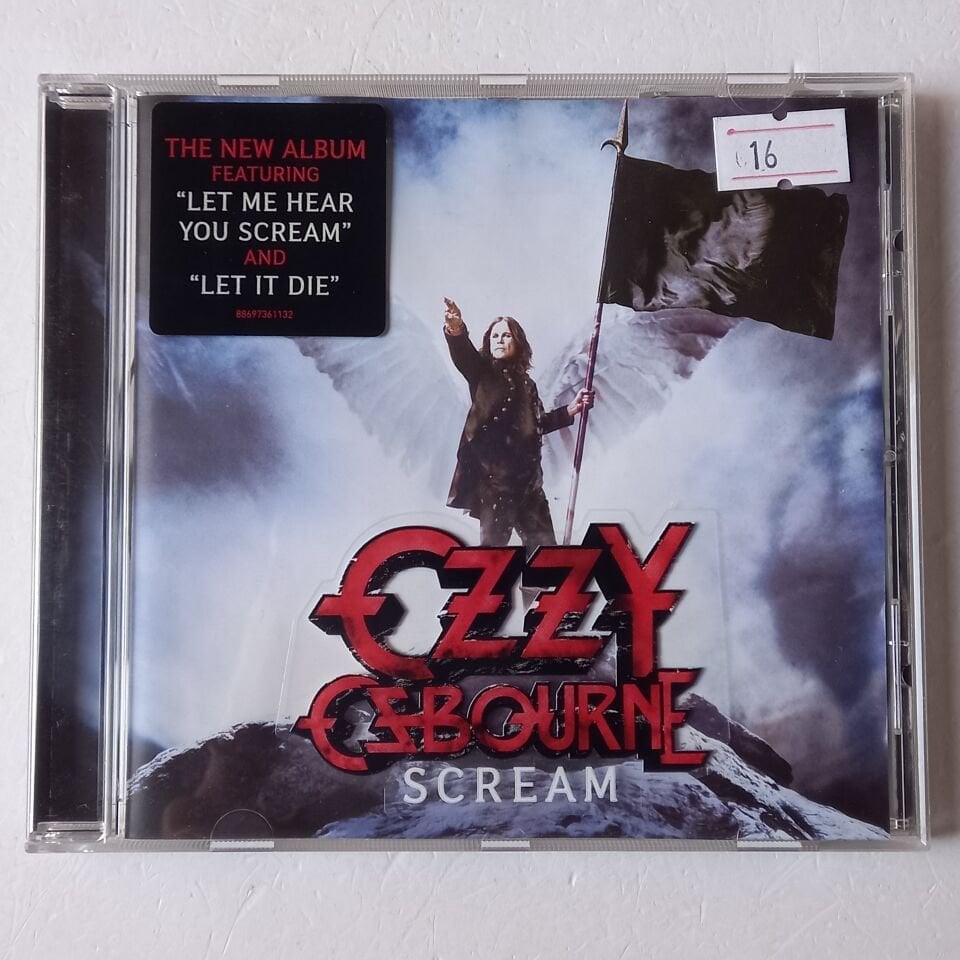 THE NEW ALBUM
FEATURING
“LET ME HEAR
YOU SCREAM”
AND
“LET IT DIE”
88697361132
16
OZZY
OSBOURNE
SCREAM